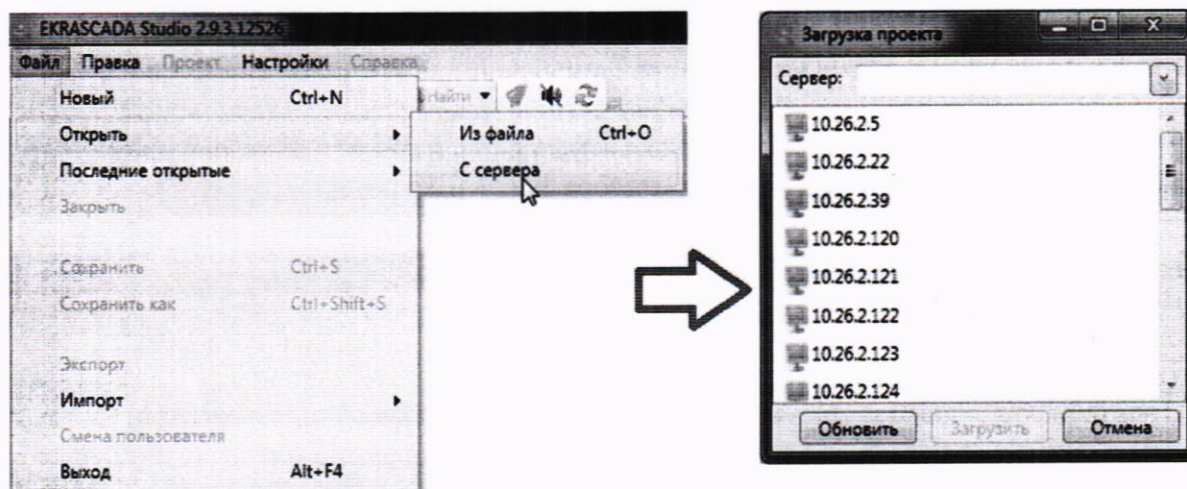 EKRASCADA Studio 2.9.3.12526
Файл Правка Проект Настройки Справка
Найти
Новый Ctrl+N
Открыть
Из файла Ctrl+O
Последние открытые
С сервера
Закрыть
Сохранить Ctrl+S
Сохранить как Ctrl+Shift+S
Экспорт
Импорт
Смена пользователя
Выход Alt+F4
Загрузка проекта
Сервер:
10.26.2.5
10.26.2.22
10.26.2.39
10.26.2.120
10.26.2.121
10.26.2.122
10.26.2.123
10.26.2.124
Обновить Загрузить Отмена